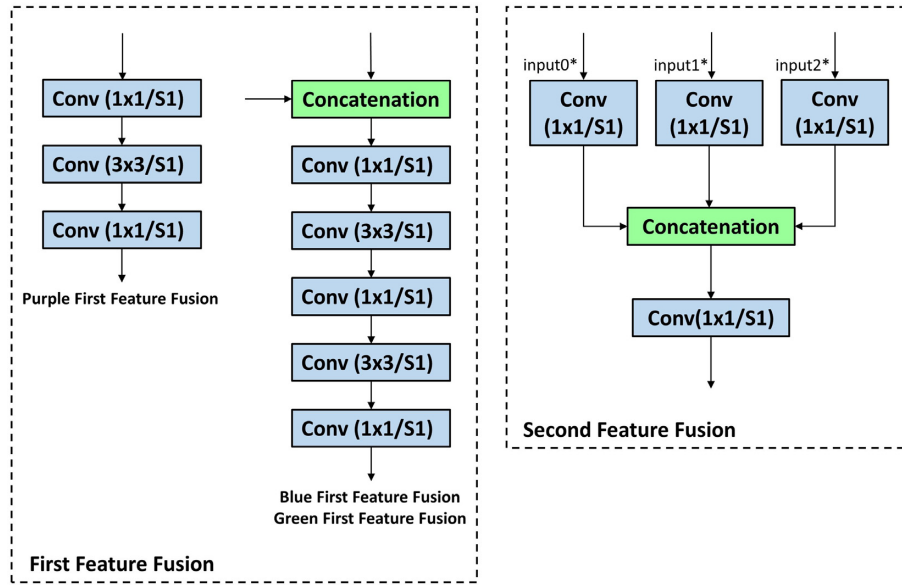 Conv (1x1/S1)
Conv (3x3/S1)
Conv (1x1/S1)
Purple First Feature Fusion
Concatenation
Conv (1x1/S1)
Conv (3x3/S1)
Conv (1x1/S1)
Conv (3x3/S1)
Conv (1x1/S1)
Blue First Feature Fusion
Green First Feature Fusion
First Feature Fusion
input0*
input1*
input2*
Conv
(1x1/S1)
Conv
(1x1/S1)
Conv
(1x1/S1)
Concatenation
Conv(1x1/S1)
Second Feature Fusion